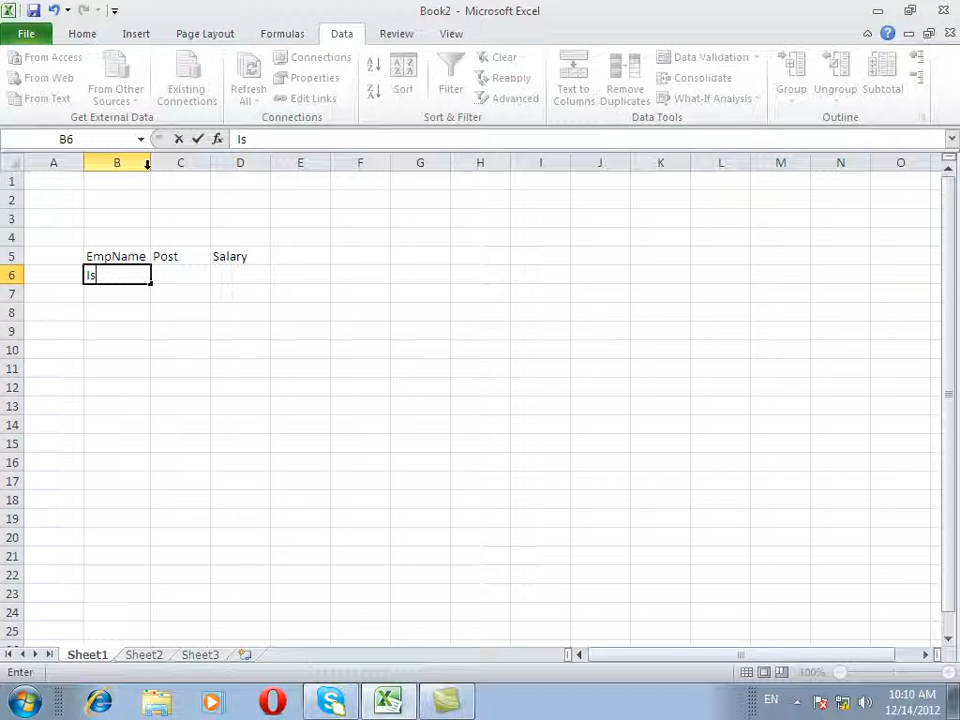 Book2 - Microsoft Excel
File Home Insert Page Layout Formulas Data Review View
From Access
From Web
From Text
From Other Sources
Existing Connections
Get External Data
Refresh All
Connections
Properties
Edit Links
Connections
Sort
Filter
Clear
Reapply
Advanced
Sort & Filter
Text to Columns
Remove Duplicates
Data Validation
Consolidate
What-If Analysis
Data Tools
Group
Ungroup
Subtotal
Outline
B6 fx Is
A B C D E F G H I J K L M N O
1
2
3
4
5 EmpName Post Salary
6 Is
7
8
9
10
11
12
13
14
15
16
17
18
19
20
21
22
23
24
25
Sheet1 Sheet2 Sheet3
Enter 100%
EN 10:10 AM
12/14/2012